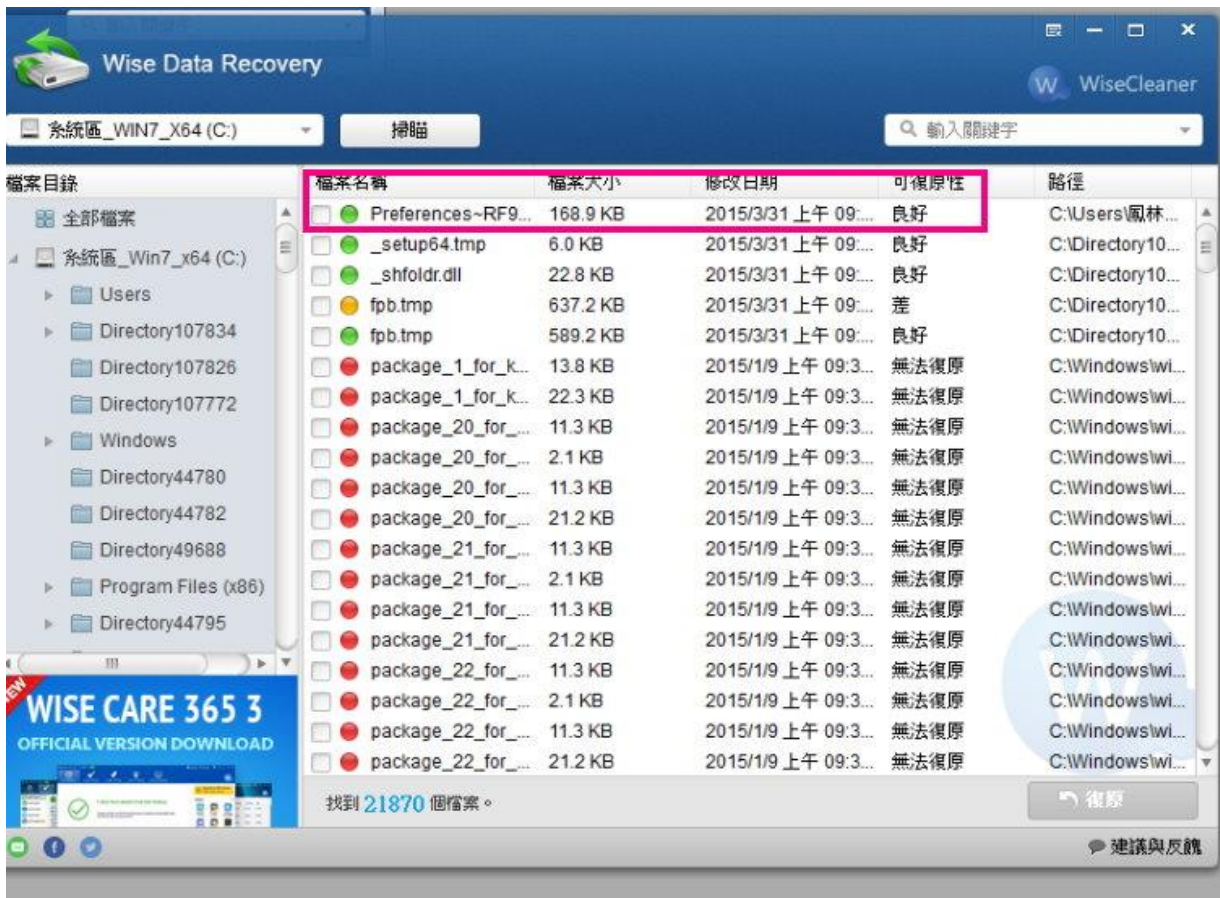 Wise Data Recovery
WiseCleaner
系統區_WIN7_X64 (C:)
掃瞄
輸入關鍵字
檔案目錄
全部檔案
系統區_Win7_x64 (C:)
Users
Directory107834
Directory107826
Directory107772
Windows
Directory44780
Directory44782
Directory49688
Program Files (x86)
Directory44795
檔案名稱 檔案大小 修改日期 可復原性 路徑
Preferences~RF9... 168.9 KB 2015/3/31 上午 09:... 良好 C:\Users\鳳林...
_setup64.tmp 6.0 KB 2015/3/31 上午 09:... 良好 C:\Directory10...
_shfoldr.dll 22.8 KB 2015/3/31 上午 09:... 良好 C:\Directory10...
fpb.tmp 637.2 KB 2015/3/31 上午 09:... 差 C:\Directory10...
fpb.tmp 589.2 KB 2015/3/31 上午 09:... 良好 C:\Directory10...
package_1_for_k... 13.8 KB 2015/1/9 上午 09:3... 無法復原 C:\Windows\wi...
package_1_for_k... 22.3 KB 2015/1/9 上午 09:3... 無法復原 C:\Windows\wi...
package_20_for_... 11.3 KB 2015/1/9 上午 09:3... 無法復原 C:\Windows\wi...
package_20_for_... 2.1 KB 2015/1/9 上午 09:3... 無法復原 C:\Windows\wi...
package_20_for_... 11.3 KB 2015/1/9 上午 09:3... 無法復原 C:\Windows\wi...
package_20_for_... 21.2 KB 2015/1/9 上午 09:3... 無法復原 C:\Windows\wi...
package_21_for_... 11.3 KB 2015/1/9 上午 09:3... 無法復原 C:\Windows\wi...
package_21_for_... 2.1 KB 2015/1/9 上午 09:3... 無法復原 C:\Windows\wi...
package_21_for_... 11.3 KB 2015/1/9 上午 09:3... 無法復原 C:\Windows\wi...
package_21_for_... 21.2 KB 2015/1/9 上午 09:3... 無法復原 C:\Windows\wi...
package_22_for_... 11.3 KB 2015/1/9 上午 09:3... 無法復原 C:\Windows\wi...
package_22_for_... 2.1 KB 2015/1/9 上午 09:3... 無法復原 C:\Windows\wi...
package_22_for_... 11.3 KB 2015/1/9 上午 09:3... 無法復原 C:\Windows\wi...
package_22_for_... 21.2 KB 2015/1/9 上午 09:3... 無法復原 C:\Windows\wi...
NEW
WISE CARE 365 3
OFFICIAL VERSION DOWNLOAD
找到 21870 個檔案。
復原
建議與反饋